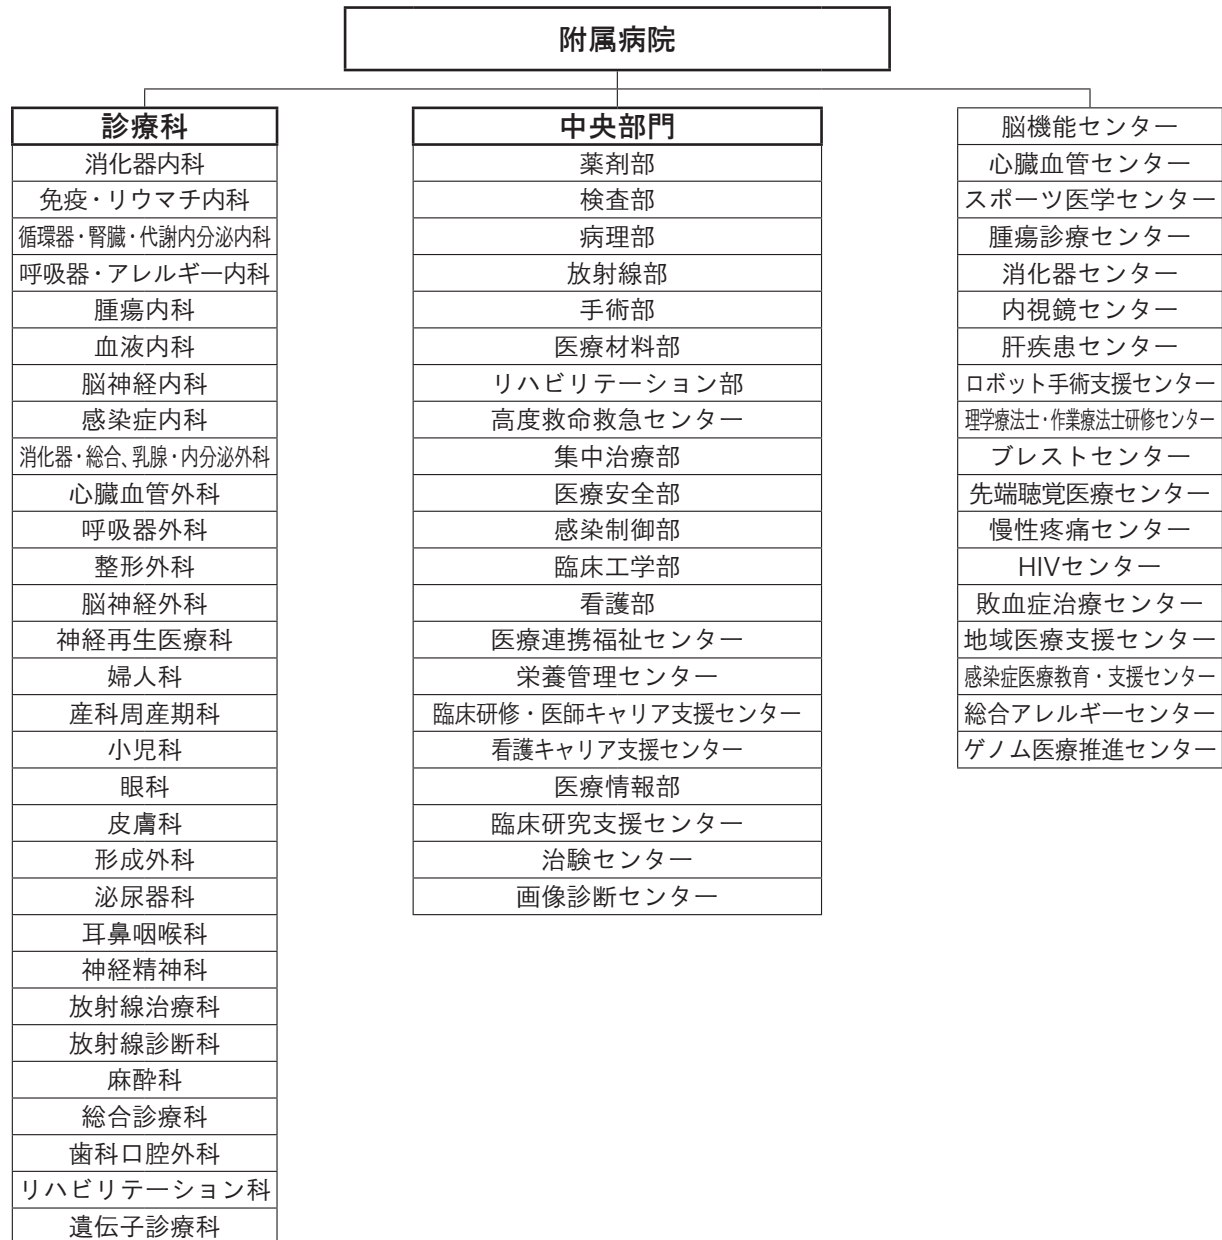 附属病院
診療科
消化器内科
免疫・リウマチ内科
循環器・腎臓・代謝内分泌内科
呼吸器・アレルギー内科
腫瘍内科
血液内科
脳神経内科
感染症内科
消化器・総合、乳腺・内分泌外科
心臓血管外科
呼吸器外科
整形外科
脳神経外科
神経再生医療科
婦人科
産科周産期科
小児科
眼科
皮膚科
形成外科
泌尿器科
耳鼻咽喉科
神経精神科
放射線治療科
放射線診断科
麻酔科
総合診療科
歯科口腔外科
リハビリテーション科
遺伝子診療科
中央部門
薬剤部
検査部
病理部
放射線部
手術部
医療材料部
リハビリテーション部
高度救命救急センター
集中治療部
医療安全部
感染制御部
臨床工学部
看護部
医療連携福祉センター
栄養管理センター
臨床研修・医師キャリア支援センター
看護キャリア支援センター
医療情報部
臨床研究支援センター
治験センター
画像診断センター
脳機能センター
心臓血管センター
スポーツ医学センター
腫瘍診療センター
消化器センター
内視鏡センター
肝疾患センター
ロボット手術支援センター
理学療法士・作業療法士研修センター
ブレストセンター
先端聴覚医療センター
慢性疼痛センター
HIVセンター
敗血症治療センター
地域医療支援センター
感染症医療教育・支援センター
総合アレルギーセンター
ゲノム医療推進センター